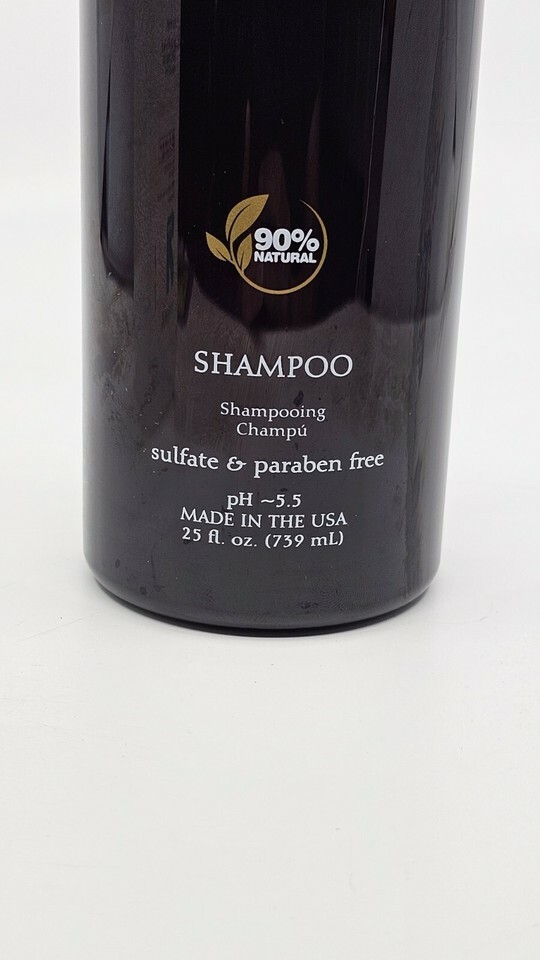 90%
NATURAL
SHAMPOO
Shampooing
Champú
sulfate & paraben free
pH ~5.5
MADE IN THE USA
25 fl. oz. (739 mL)